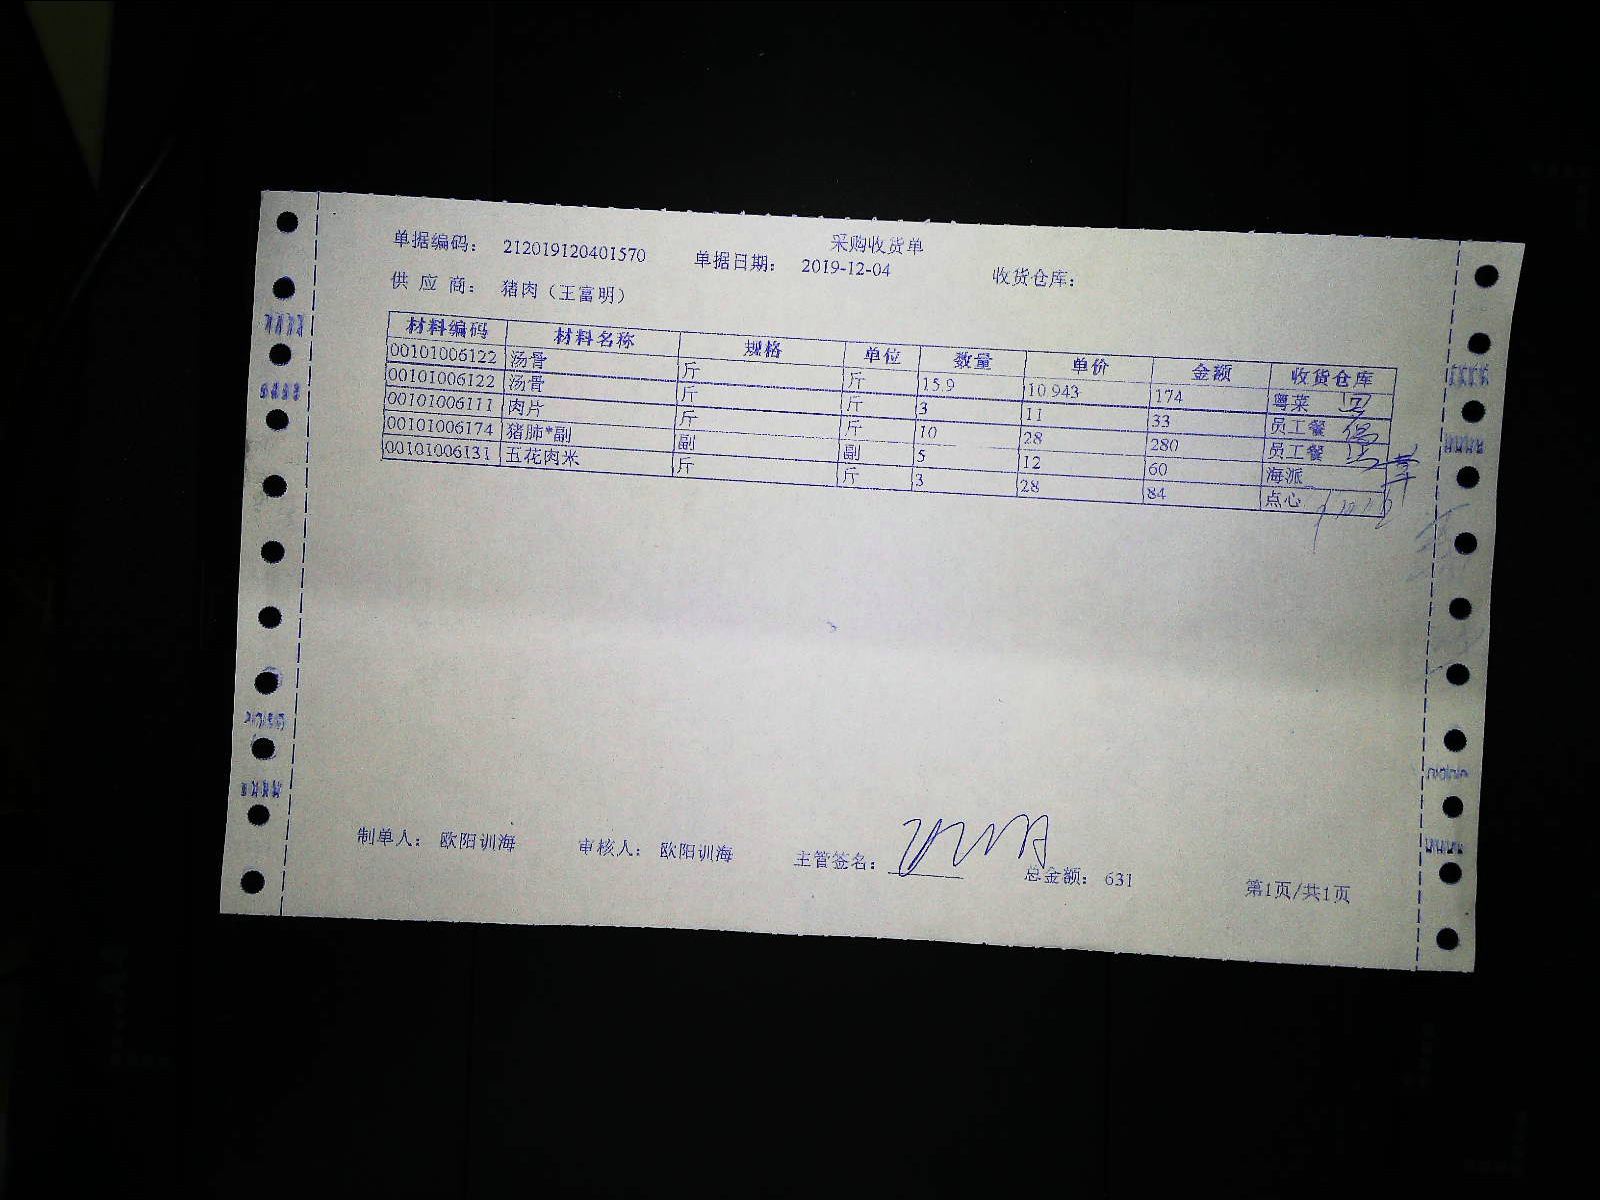 采购收货单
单据编码： 212019120401570 单据日期： 2019-12-04 收货仓库：
供 应 商： 猪肉（王富明）
材料编码 材料名称 规格 单位 数量 单价 金额 收货仓库
00101006122 汤骨 斤 斤 15.9 10.943 174 粤菜
00101006122 汤骨 斤 斤 3 11 33 员工餐
00101006111 肉片 斤 斤 10 28 280 员工餐
00101006174 猪肺*副 副 副 5 12 60 海派
00101006131 五花肉米 斤 斤 3 28 84 点心
制单人： 欧阳训海 审核人： 欧阳训海 主管签名： 总金额： 631
第1页/共1页